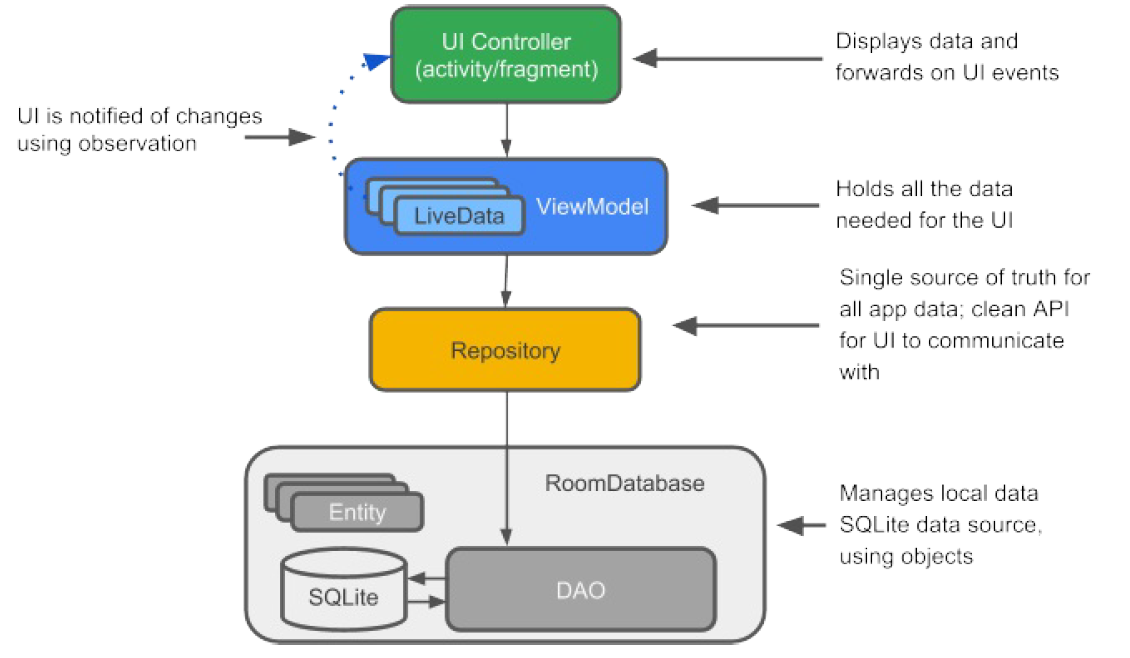 UI Controller
(activity/fragment)
Displays data and
forwards on UI events
UI is notified of changes
using observation
LiveData
ViewModel
Holds all the data
needed for the UI
Single source of truth for
all app data; clean API
for UI to communicate
with
Repository
RoomDatabase
Entity
SQLite
DAO
Manages local data
SQLite data source,
using objects